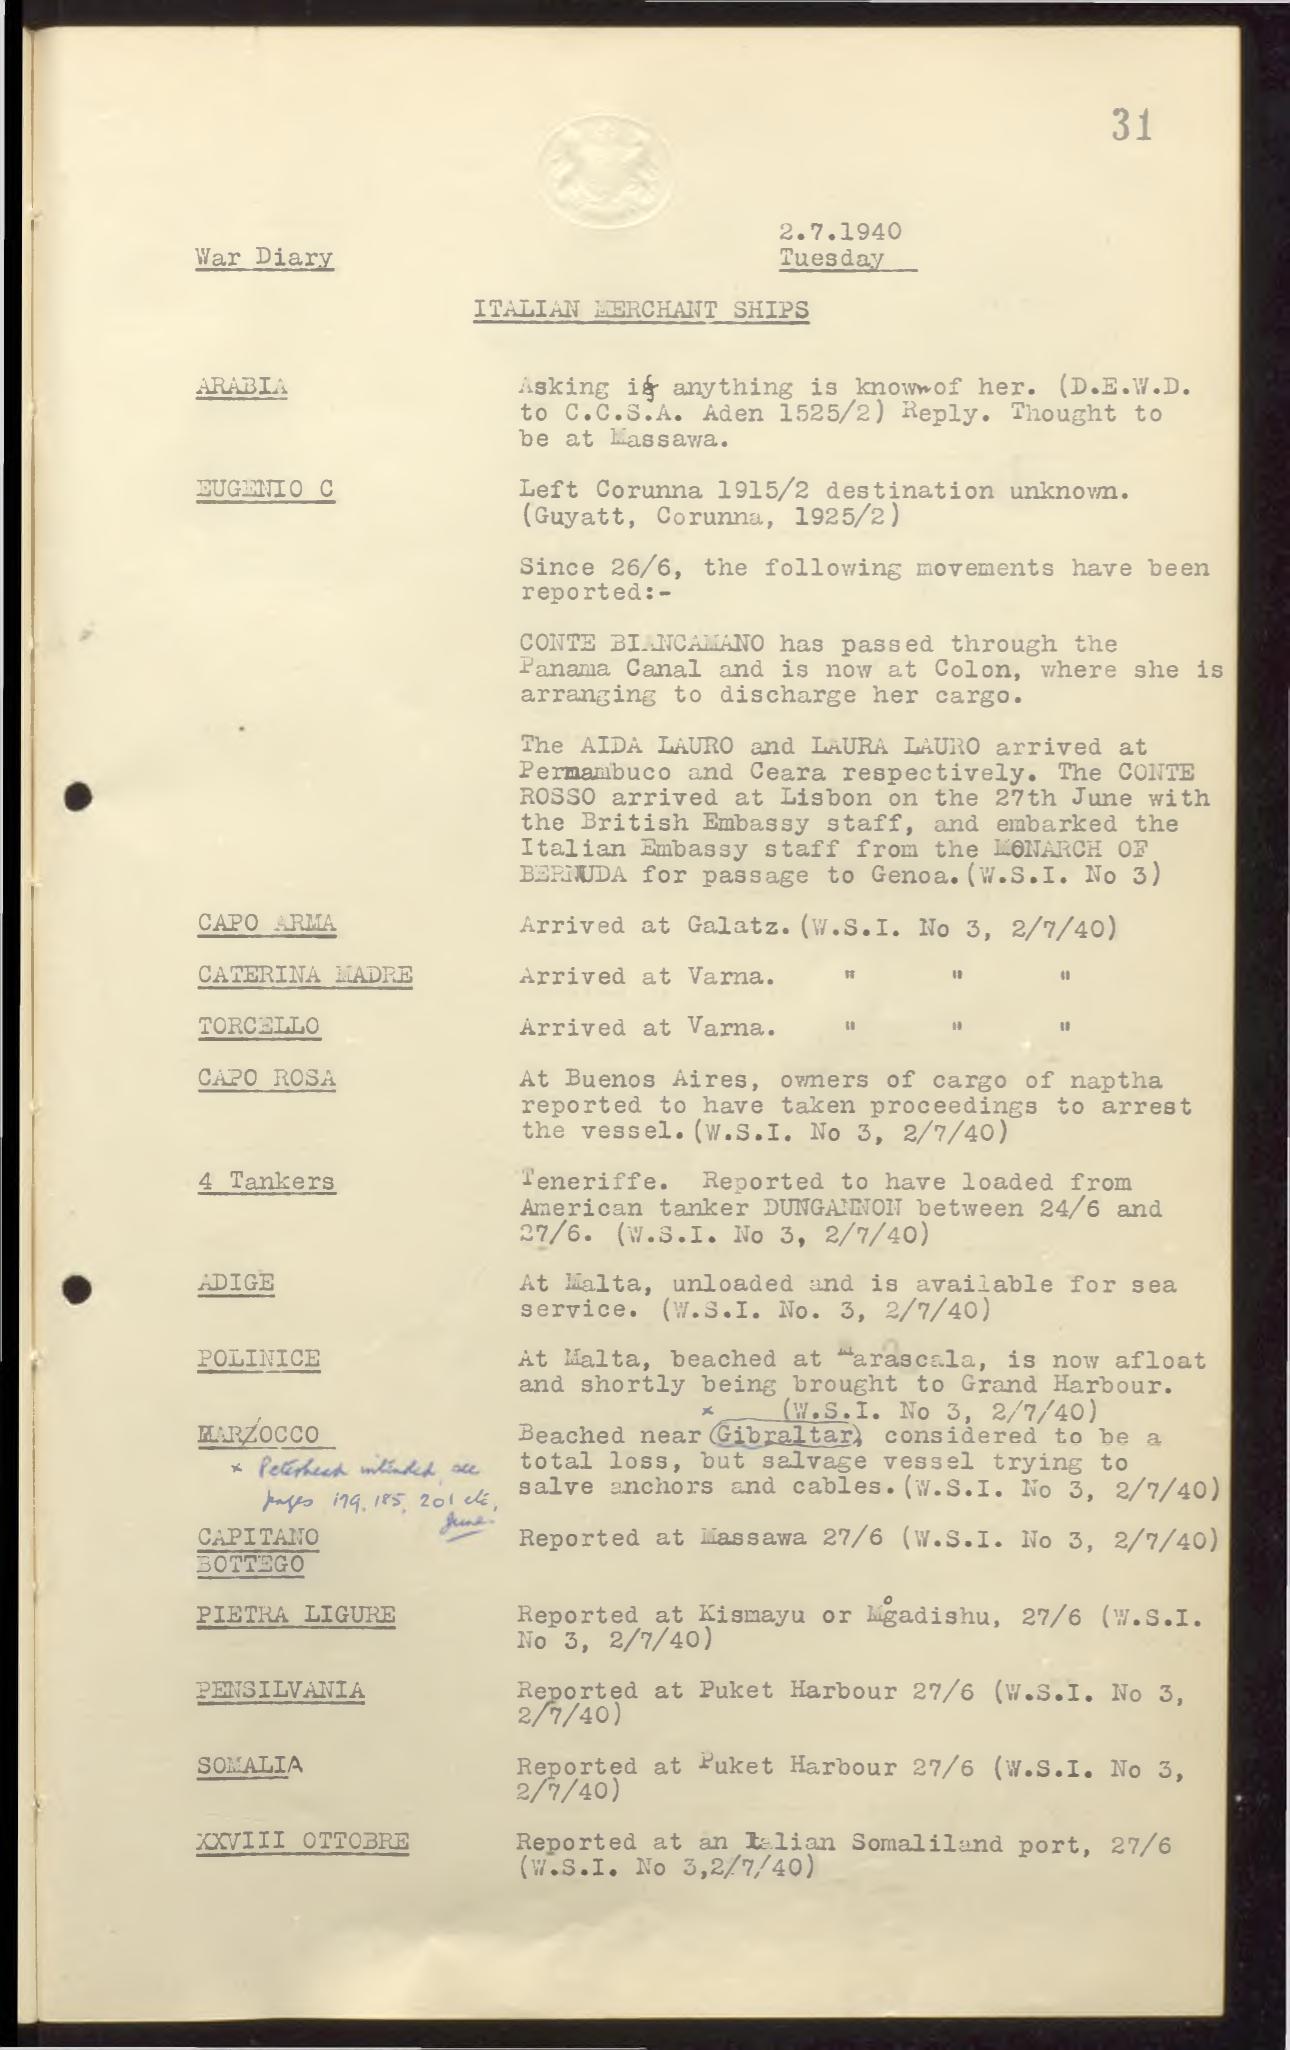 31
2.7.1940
War Diary Tuesday
ITALIAN MERCHANT SHIPS
ARABIA Asking if anything is known of her. (D.E.W.D.
to C.C.S.A. Aden 1525/2) Reply. Thought to
be at Massawa.
EUGENIO C Left Corunna 1915/2 destination unknown.
(Guyatt, Corunna, 1925/2)
Since 26/6, the following movements have been
reported:-
CONTE BIANCAMANO has passed through the
Panama Canal and is now at Colon, where she is
arranging to discharge her cargo.
The AIDA LAURO and LAURA LAURO arrived at
Pernambuco and Ceara respectively. The CONTE
ROSSO arrived at Lisbon on the 27th June with
the British Embassy staff, and embarked the
Italian Embassy staff from the MONARCH OF
BERMUDA for passage to Genoa. (W.S.I. No 3)
CAPO ARMA Arrived at Galatz. (W.S.I. No 3, 2/7/40)
CATERINA MADRE Arrived at Varna. " " "
TORCELLO Arrived at Varna. " " "
CAPO ROSA At Buenos Aires, owners of cargo of naptha
reported to have taken proceedings to arrest
the vessel. (W.S.I. No 3, 2/7/40)
4 Tankers Teneriffe. Reported to have loaded from
American tanker DUNGANNON between 24/6 and
27/6. (W.S.I. No 3, 2/7/40)
ADIGE At Malta, unloaded and is available for sea
service. (W.S.I. No. 3, 2/7/40)
POLINICE At Malta, beached at Marascala, is now afloat
and shortly being brought to Grand Harbour.
x (W.S.I. No 3, 2/7/40)
MARZOCCO Beached near Gibraltar, considered to be a
total loss, but salvage vessel trying to
salve anchors and cables. (W.S.I. No 3, 2/7/40)
x Peterhead intended, see
pages 179, 185, 201 etc,
June.
CAPITANO Reported at Massawa 27/6 (W.S.I. No 3, 2/7/40)
BOTTEGO
PIETRA LIGURE Reported at Kismayu or Mogadishu, 27/6 (W.S.I.
No 3, 2/7/40)
PENSILVANIA Reported at Puket Harbour 27/6 (W.S.I. No 3,
2/7/40)
SOMALIA Reported at Puket Harbour 27/6 (W.S.I. No 3,
2/7/40)
XXVIII OTTOBRE Reported at an Italian Somaliland port, 27/6
(W.S.I. No 3,2/7/40)